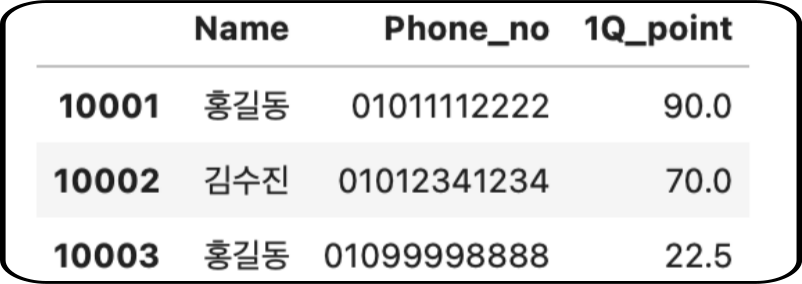 Name Phone_no 1Q_point
10001 홍길동 01011112222 90.0
10002 김수진 01012341234 70.0
10003 홍길동 01099998888 22.5